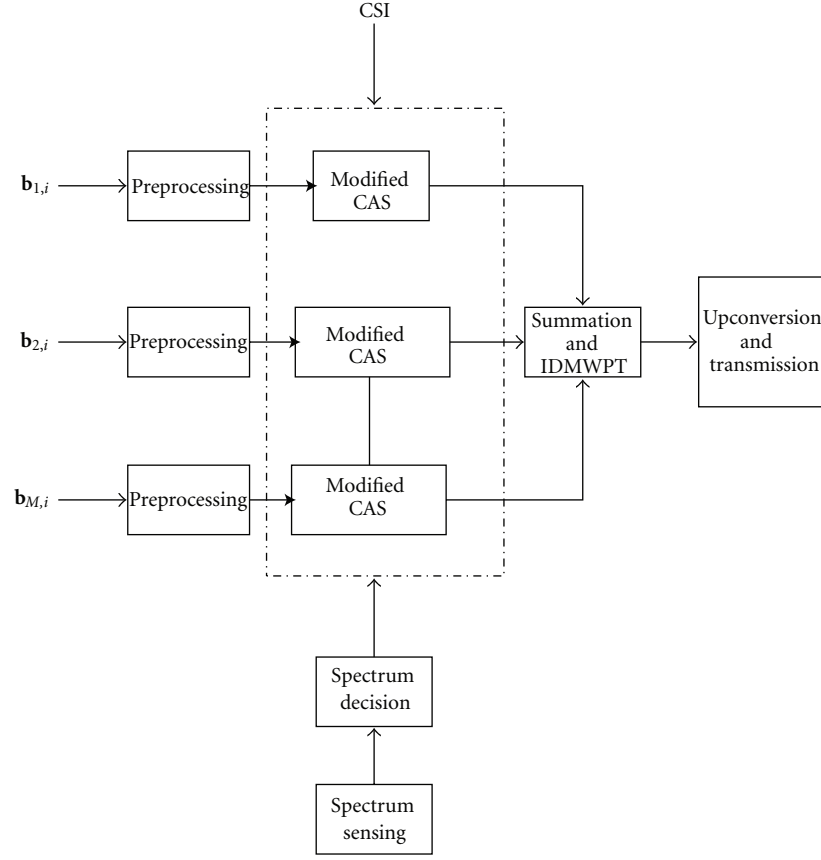 CSI
b1,i
Preprocessing
Modified
CAS
b2,i
Preprocessing
Modified
CAS
Summation
and
IDMWPT
Upconversion
and
transmission
bM,i
Preprocessing
Modified
CAS
Spectrum
decision
Spectrum
sensing